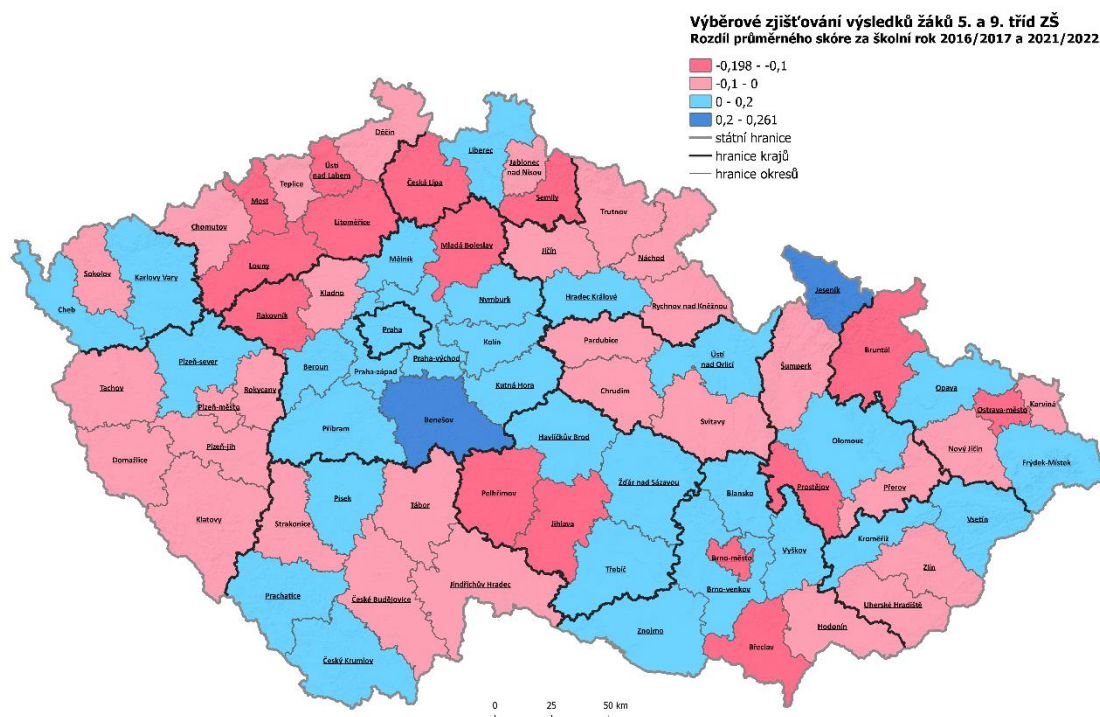 Výběrové zjišťování výsledků žáků 5. a 9. tříd ZŠ
Rozdíl průměrného skóre za školní rok 2016/2017 a 2021/2022
-0,198 - -0,1
-0,1 - 0
0 - 0,2
0,2 - 0,261
státní hranice
hranice krajů
hranice okresů
Děčín
Liberec
Ústí
nad Labem
Teplice
Jablonec
nad Nisou
Česká Lípa
Most
Semily
Litoměřice
Trutnov
Chomutov
Mladá Boleslav
Jičín
Náchod
Louny
Mělník
Sokolov
Karlovy Vary
Jeseník
Kladno
Nymburk
Hradec Králové
Rychnov nad Kněžnou
Cheb
Rakovník
Praha
Pardubice
Kolín
Bruntál
Plzeň-sever
Beroun
Praha-východ
Ústí
nad Orlicí
Šumperk
Praha-západ
Opava
Tachov
Rokycany
Kutná Hora
Chrudim
Karviná
Plzeň-město
Ostrava-město
Benešov
Svitavy
Příbram
Havlíčkův Brod
Olomouc
Plzeň-jih
Nový Jičín
Domažlice
Frýdek-Místek
Žďár nad Sázavou
Přerov
Písek
Tábor
Pelhřimov
Blansko
Prostějov
Klatovy
Strakonice
Vsetín
Jihlava
Kroměříž
Vyškov
Brno-město
Třebíč
Zlín
Jindřichův Hradec
Brno-venkov
Prachatice
České Budějovice
Uherské Hradiště
Hodonín
Znojmo
Břeclav
Český Krumlov
0 25 50 km